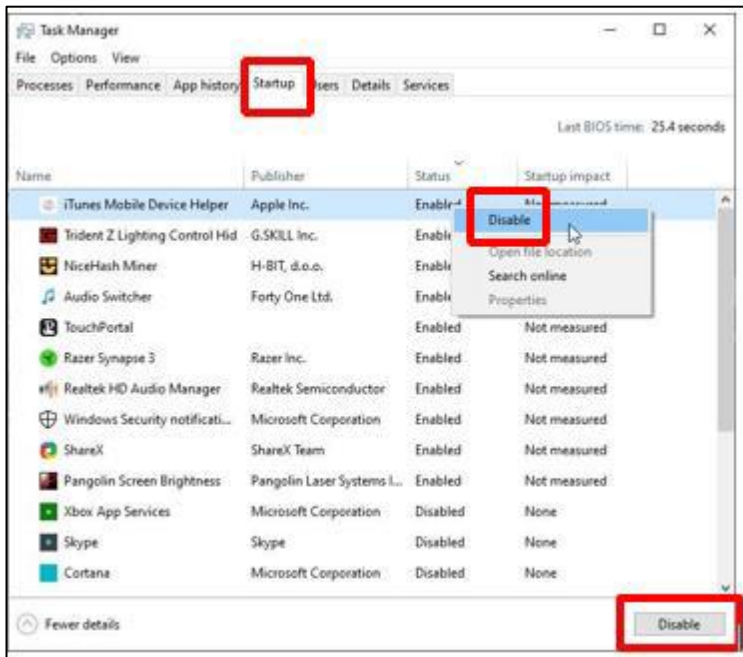 Task Manager
File Options View
Processes Performance App history Startup Users Details Services
Last BIOS time: 25.4 seconds
Name Publisher Status Startup impact
iTunes Mobile Device Helper Apple Inc. Enabled Not measured
Trident Z Lighting Control Hid G.SKILL Inc. Enable
NiceHash Miner H-BIT, d.o.o. Enable
Audio Switcher Forty One Ltd. Enable
Disable
Open file location
Search online
Properties
TouchPortal Enabled Not measured
Razer Synapse 3 Razer Inc. Enabled Not measured
Realtek HD Audio Manager Realtek Semiconductor Enabled Not measured
Windows Security notificati... Microsoft Corporation Enabled Not measured
ShareX ShareX Team Enabled Not measured
Pangolin Screen Brightness Pangolin Laser Systems I... Enabled Not measured
Xbox App Services Microsoft Corporation Disabled None
Skype Skype Disabled None
Cortana Microsoft Corporation Disabled None
Fewer details Disable